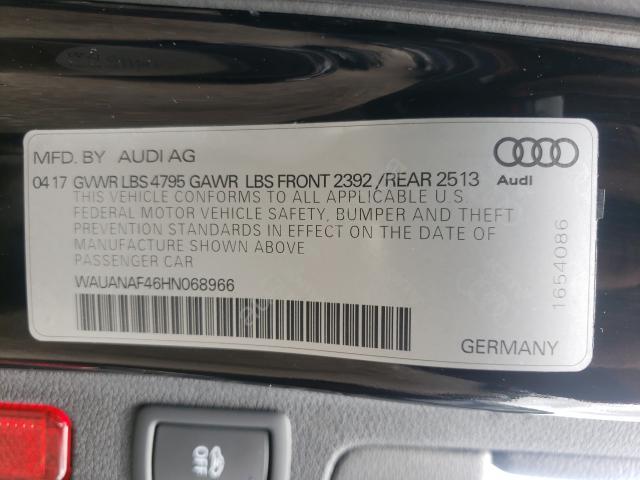 MFD. BY AUDI AG
04 17 GVWR LBS 4795 GAWR LBS FRONT 2392 /REAR 2513
Audi
THIS VEHICLE CONFORMS TO ALL APPLICABLE U.S
FEDERAL MOTOR VEHICLE SAFETY, BUMPER AND THEFT
PREVENTION STANDARDS IN EFFECT ON THE DATE OF
MANUFACTURE SHOWN ABOVE
PASSENGER CAR
WAUANAF46HN068966
1654086
GERMANY
OFF